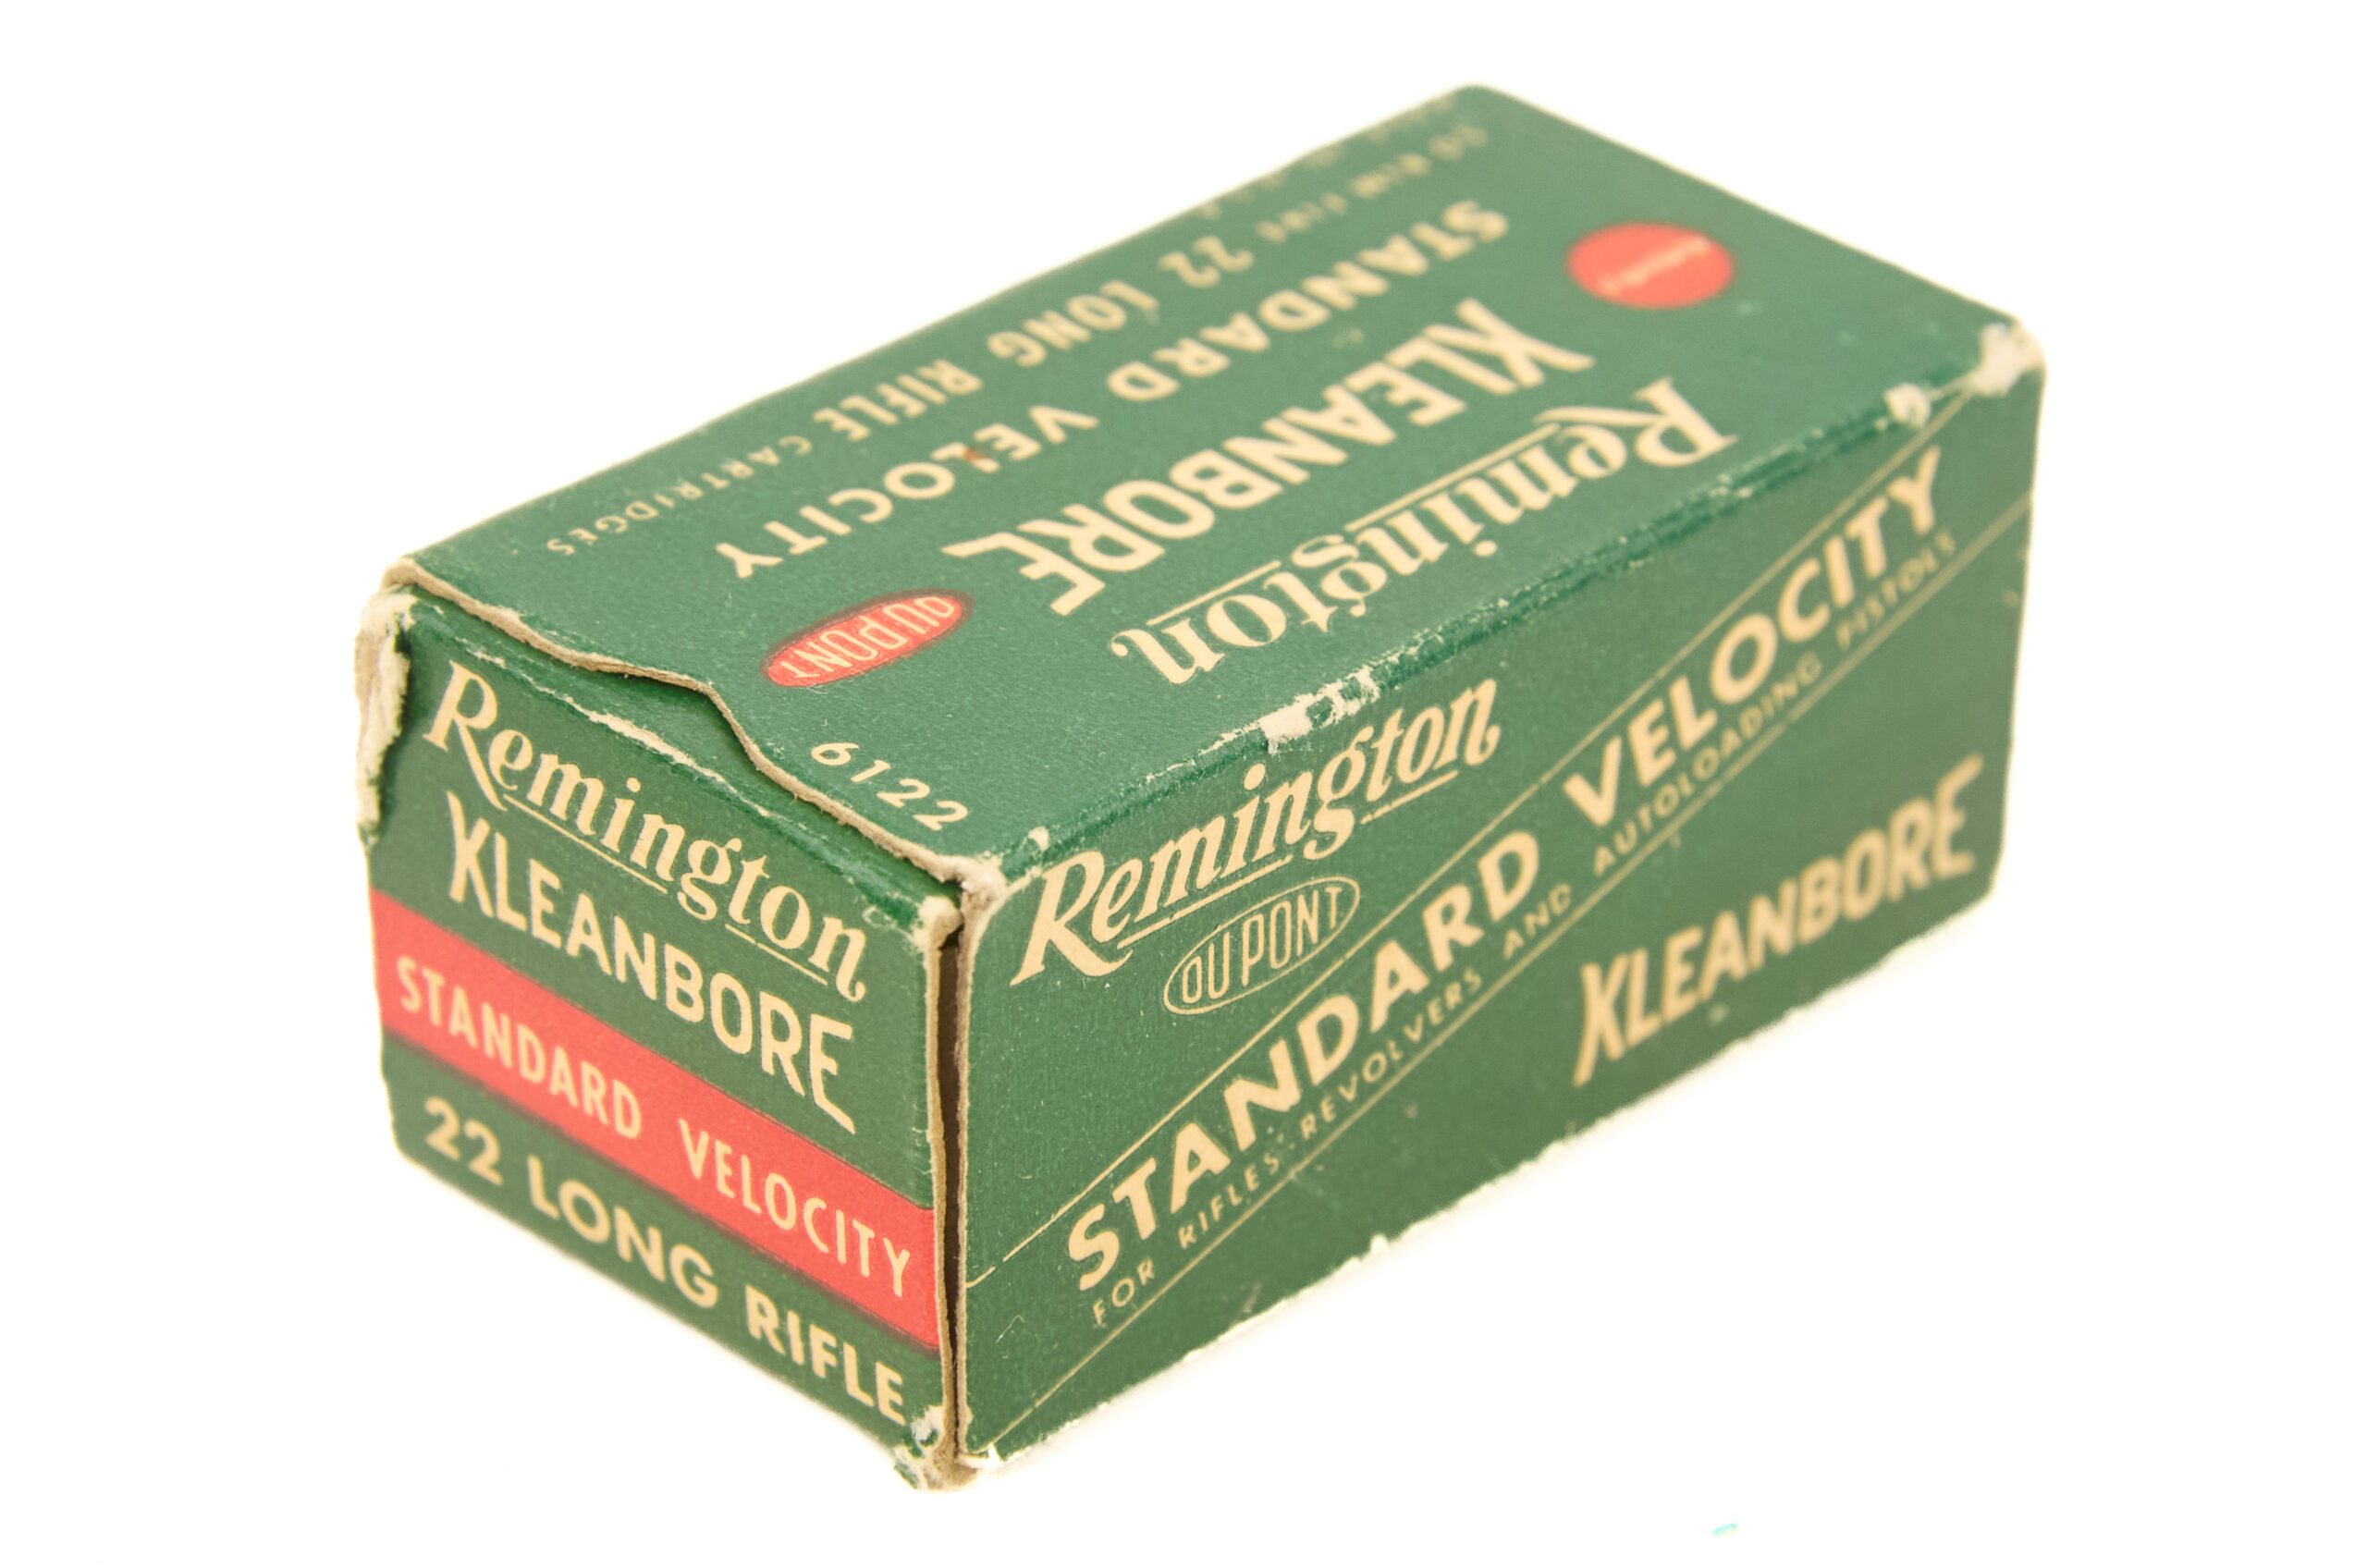 Remington
KLEANBORE
STANDARD VELOCITY
22 LONG RIFLE CARTRIDGES
DU PONT
6122
Remington
KLEANBORE
STANDARD VELOCITY
22 LONG RIFLE
Remington
DU PONT
STANDARD VELOCITY
FOR RIFLES-REVOLVERS AND AUTOLOADING PISTOLS
KLEANBORE